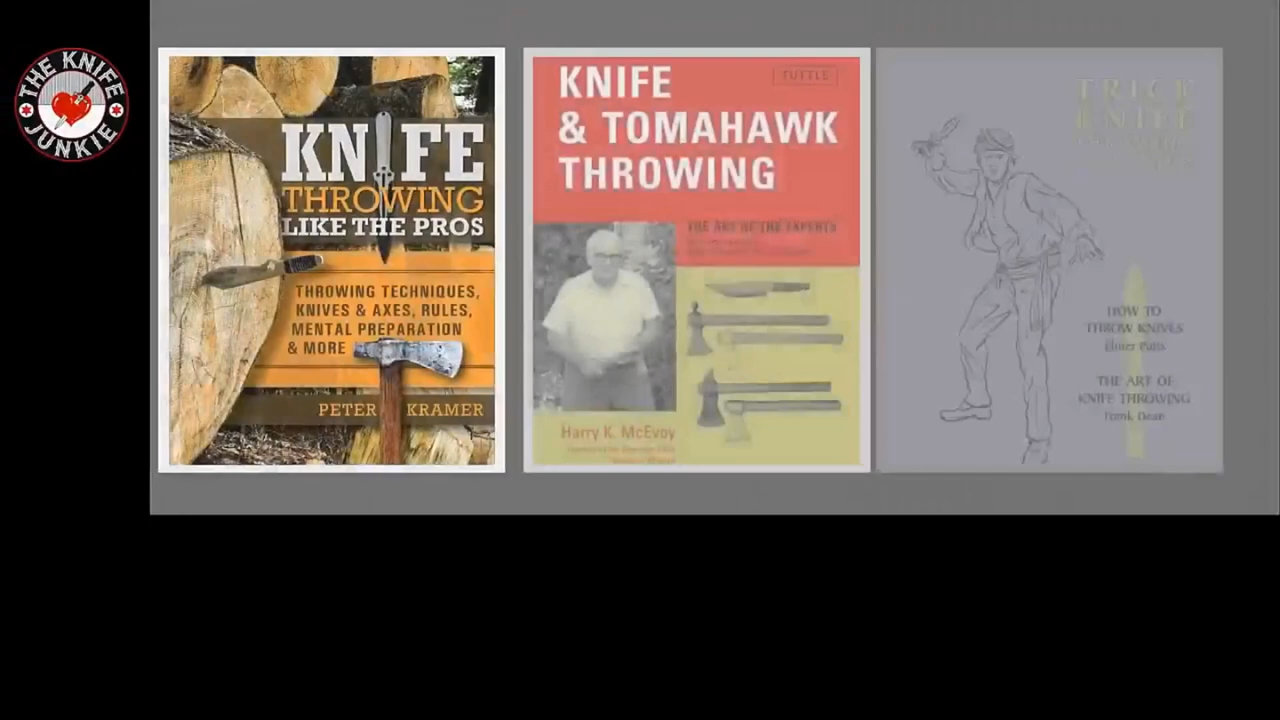 THE KNIFE
JUNKIE
KNIFE
THROWING
LIKE THE PROS
THROWING TECHNIQUES,
KNIVES & AXES, RULES,
MENTAL PREPARATION
& MORE
PETER KRAMER
TUTTLE
KNIFE
& TOMAHAWK
THROWING
THE ART OF THE EXPERTS
Harry K. McEvoy
KNIFE
HOW TO
THROW KNIVES
THE ART OF
KNIFE THROWING
Frank Dean